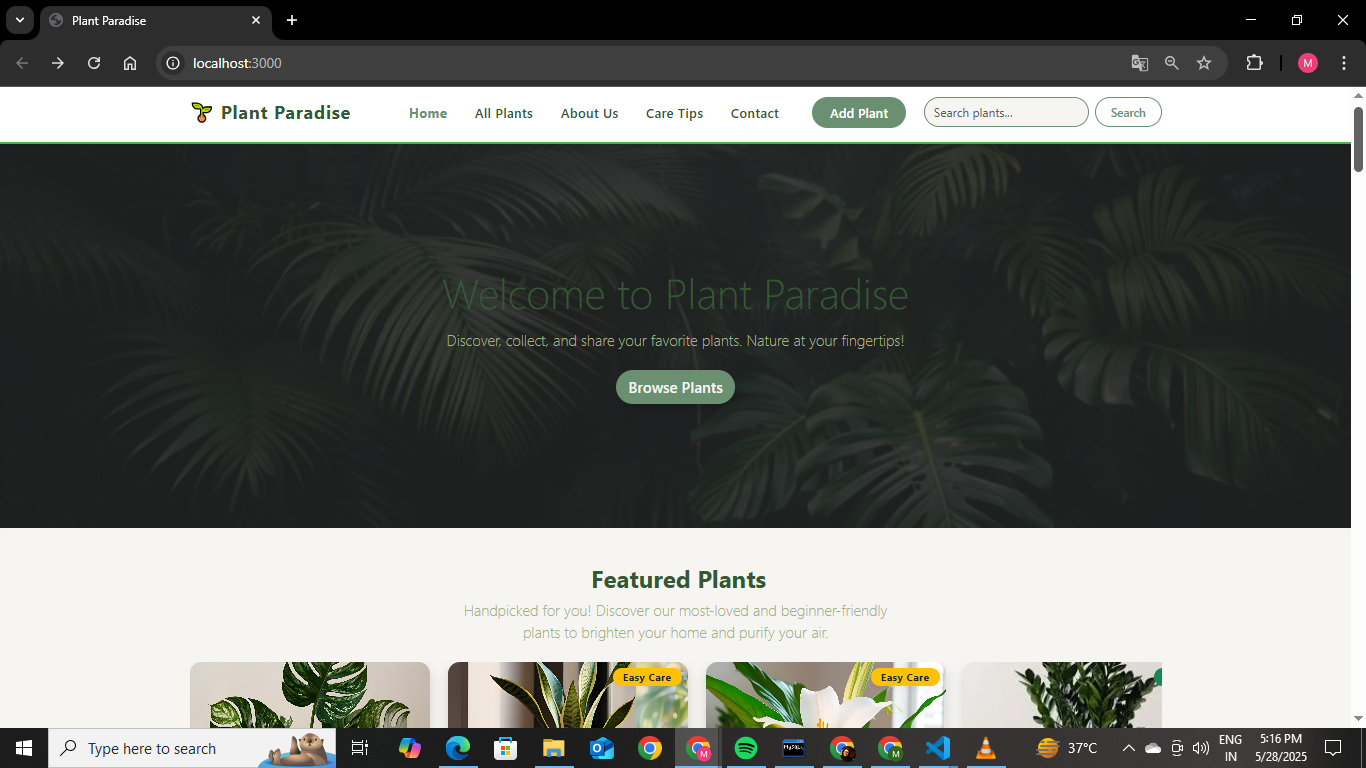 Plant Paradise
localhost:3000
M
Plant Paradise
Home
All Plants
About Us
Care Tips
Contact
Add Plant
Search plants...
Search
Welcome to Plant Paradise
Discover, collect, and share your favorite plants. Nature at your fingertips!
Browse Plants
Featured Plants
Handpicked for you! Discover our most-loved and beginner-friendly
plants to brighten your home and purify your air.
Easy Care
Easy Care
Type here to search
M
MySQL
M
37°C
ENG
IN
5:16 PM
5/28/2025